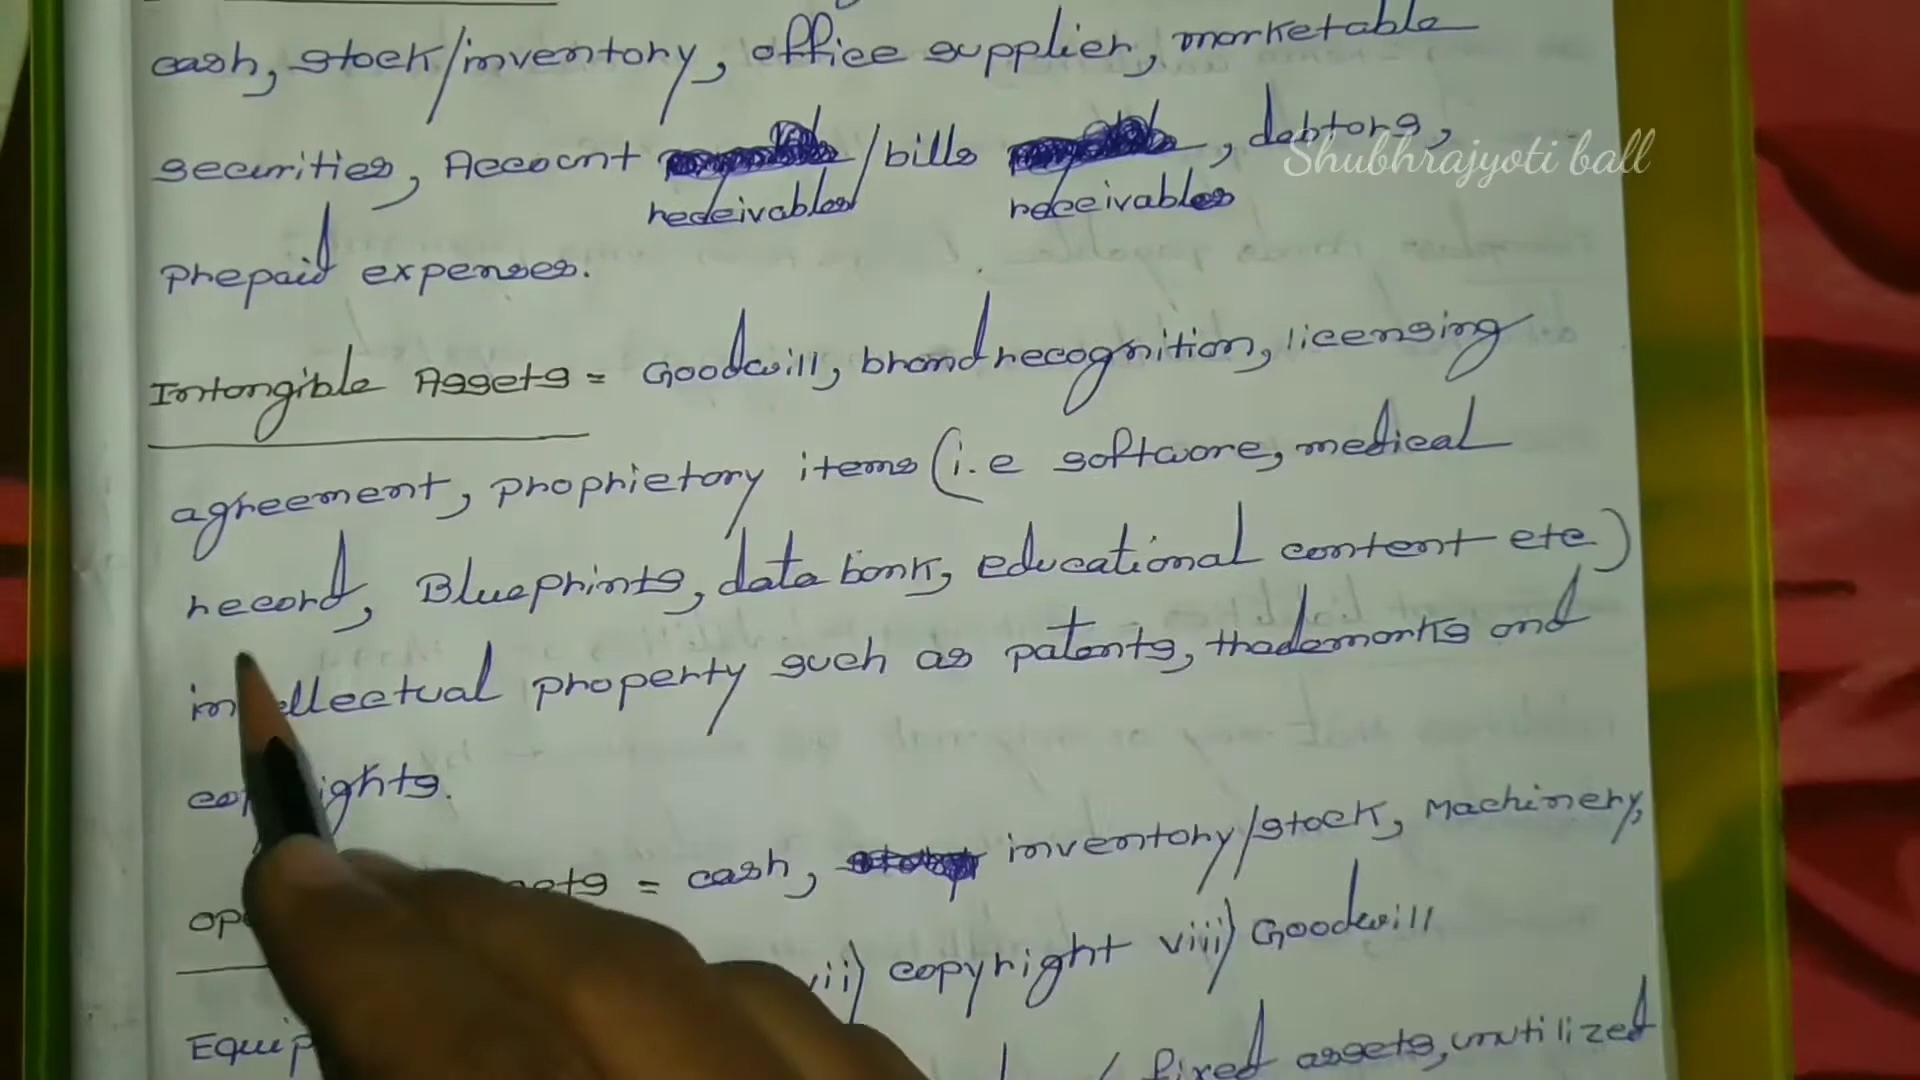 cash, stock/inventory, office supplier, marketable
securities, Account /bills , debtors,
receivables receivables
Shubhrajyoti ball
prepaid expenses.
Intangible Assets = Goodwill, brand recognition, licensing
agreement, proprietory items (i.e software, medical
record, Blueprints, data bank, educational content etc)
intellectual property such as patents, trademarks and
copyrights.
= cash, inventory/stock, Machinery,
vii) copyright viii) Goodwill
fixed assets, unutilized